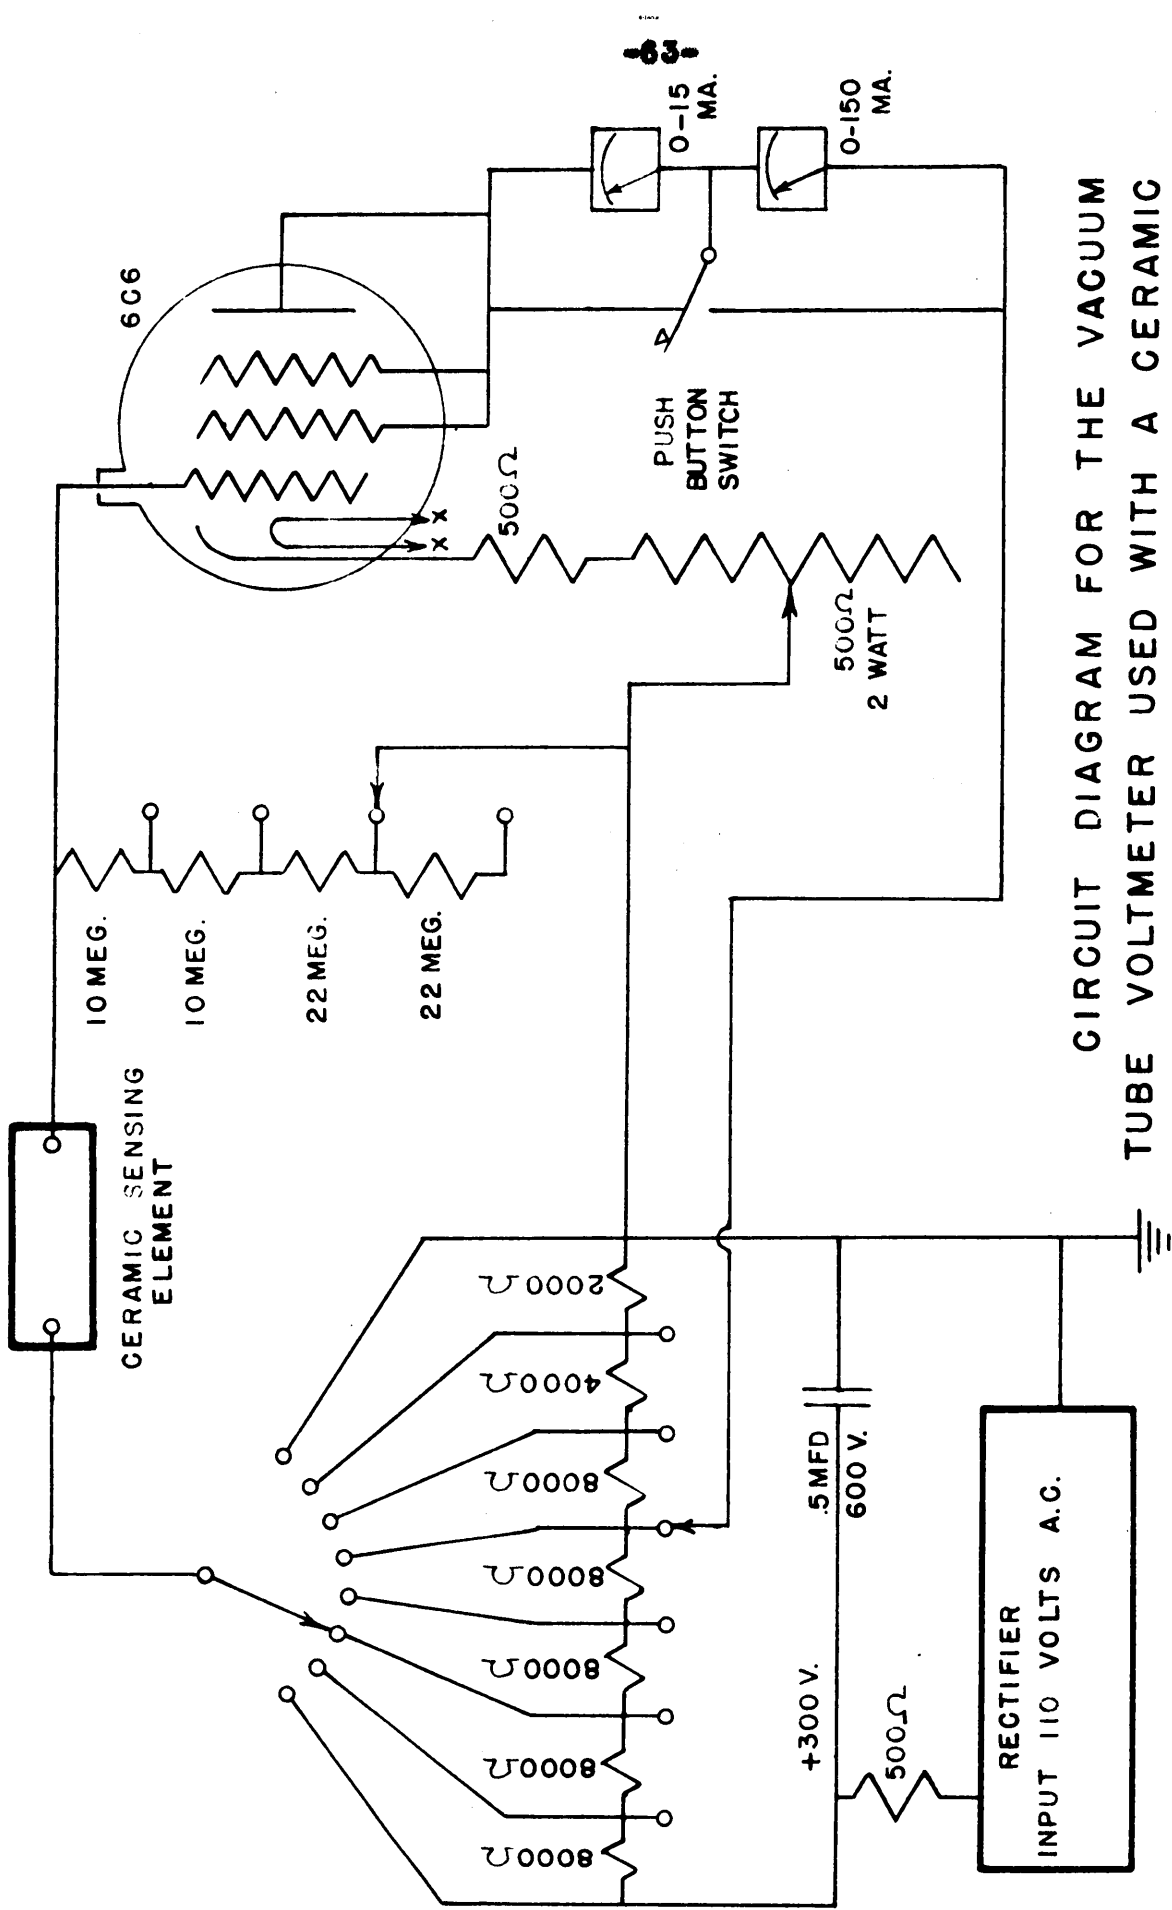 -63-
6C6
0-15
MA.
0-150
MA.
PUSH
BUTTON
SWITCH
500Ω
500Ω
2 WATT
10 MEG.
10 MEG.
22 MEG.
22 MEG.
x
x
CERAMIC SENSING
ELEMENT
2000Ω
4000Ω
8000Ω
8000Ω
8000Ω
8000Ω
8000Ω
.5MFD
600 V.
+300 V.
500Ω
RECTIFIER
INPUT 110 VOLTS A.C.
CIRCUIT DIAGRAM FOR THE VACUUM
TUBE VOLTMETER USED WITH A CERAMIC